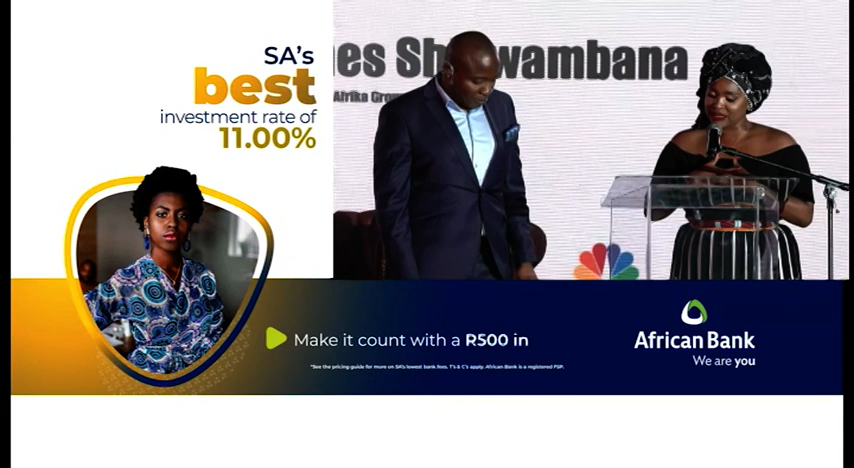 SA's
best
investment rate of
11.00%
nes Sh wambana
Afrika Gro
Make it count with a R500 in
*See the pricing guide for more on SA's lowest bank fees. T's & C's apply. African Bank is a registered FSP.
African Bank
We are you